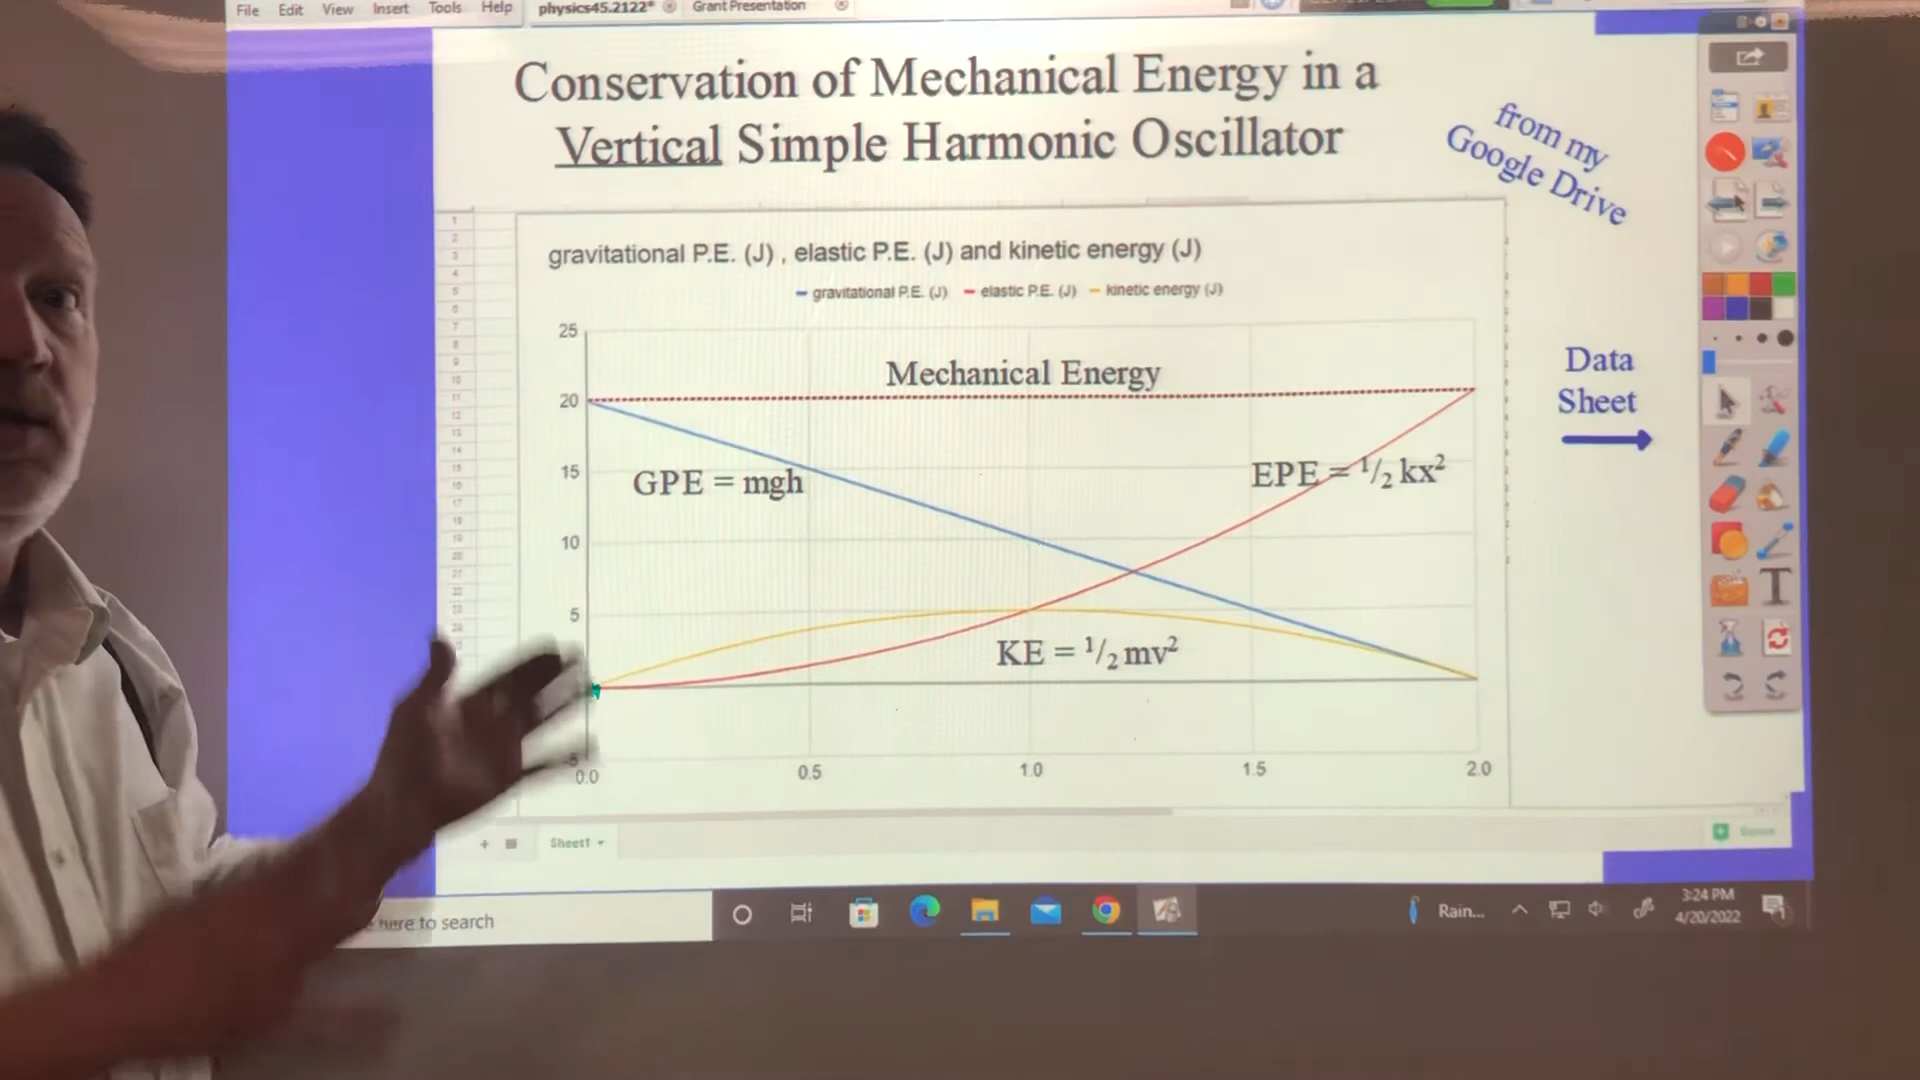 File Edit View Insert Tools Help physics45.2122* Grant Presentation
Conservation of Mechanical Energy in a
Vertical Simple Harmonic Oscillator
from my
Google Drive
gravitational P.E. (J) , elastic P.E. (J) and kinetic energy (J)
gravitational P.E. (J) elastic P.E. (J) kinetic energy (J)
25
Mechanical Energy
20
15
GPE = mgh
EPE = 1/2 kx²
10
5
KE = 1/2 mv²
-5
0.0 0.5 1.0 1.5 2.0
Data
Sheet
T
Sheet1
here to search
Rain...
3:24 PM
4/20/2022